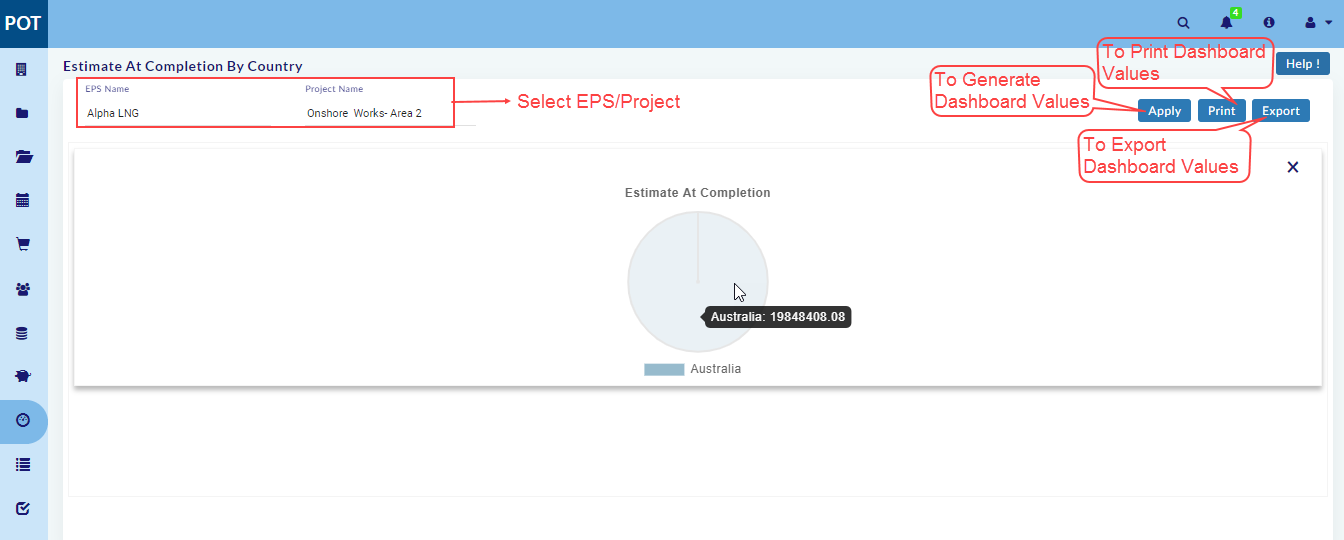 POT
4
Estimate At Completion By Country
To Print Dashboard
Values
Help !
EPS Name
Project Name
To Generate
Dashboard Values
Alpha LNG
Onshore Works- Area 2
Select EPS/Project
Apply
Print
Export
To Export
Dashboard Values
Estimate At Completion
Australia: 19848408.08
Australia